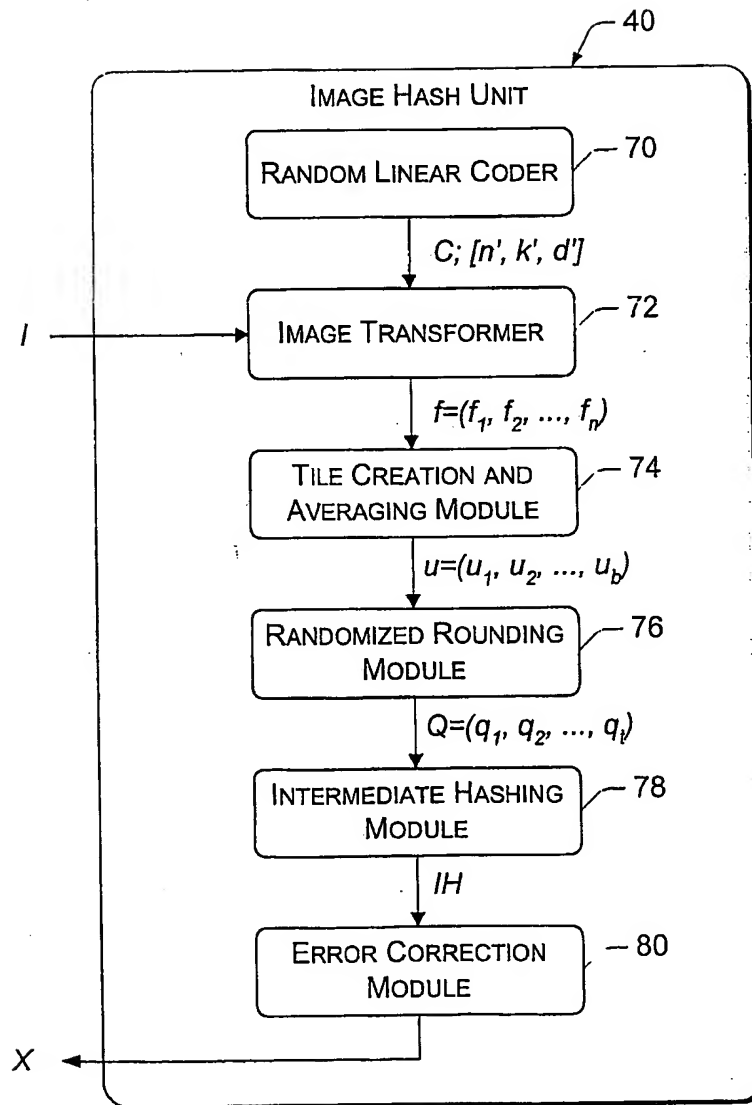 40
IMAGE HASH UNIT
RANDOM LINEAR CODER
70
C; [n', k', d']
I
IMAGE TRANSFORMER
72
f=(f1, f2, ..., fn)
TILE CREATION AND
AVERAGING MODULE
74
u=(u1, u2, ..., ub)
RANDOMIZED ROUNDING
MODULE
76
Q=(q1, q2, ..., qt)
INTERMEDIATE HASHING
MODULE
78
IH
ERROR CORRECTION
MODULE
80
X